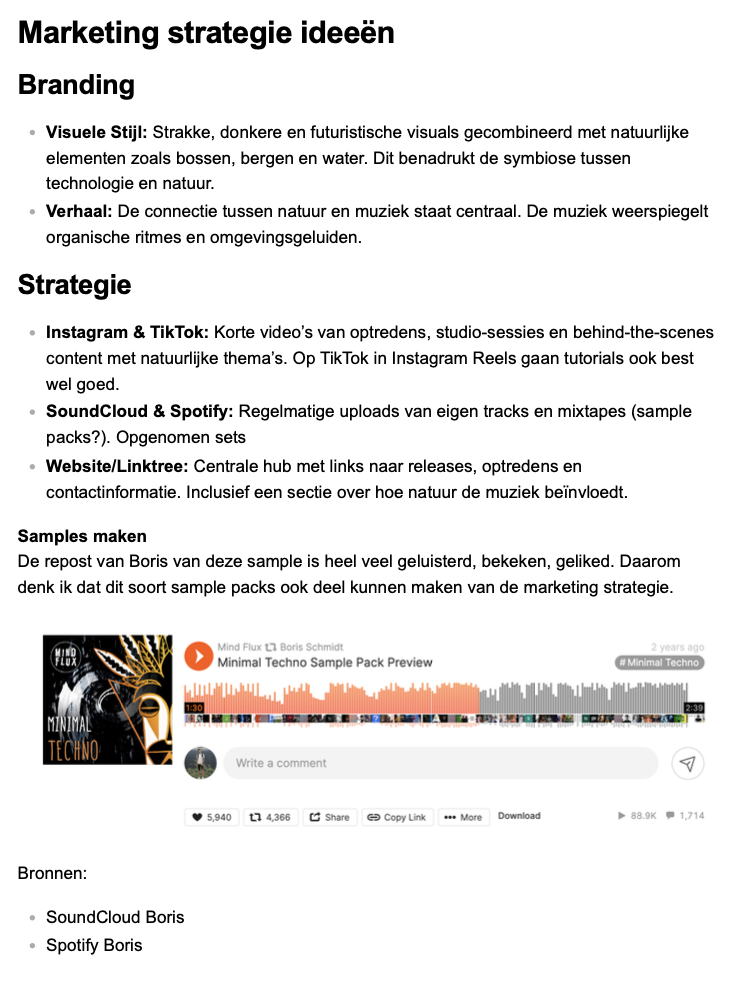 Marketing strategie ideeën
Branding
Visuele Stijl: Strakke, donkere en futuristische visuals gecombineerd met natuurlijke
elementen zoals bossen, bergen en water. Dit benadrukt de symbiose tussen
technologie en natuur.
Verhaal: De connectie tussen natuur en muziek staat centraal. De muziek weerspiegelt
organische ritmes en omgevingsgeluiden.
Strategie
Instagram & TikTok: Korte video's van optredens, studio-sessies en behind-the-scenes
content met natuurlijke thema's. Op TikTok in Instagram Reels gaan tutorials ook best
wel goed.
SoundCloud & Spotify: Regelmatige uploads van eigen tracks en mixtapes (sample
packs?). Opgenomen sets
Website/Linktree: Centrale hub met links naar releases, optredens en
contactinformatie. Inclusief een sectie over hoe natuur de muziek beïnvloedt.
Samples maken
De repost van Boris van deze sample is heel veel geluisterd, bekeken, geliked. Daarom
denk ik dat dit soort sample packs ook deel kunnen maken van de marketing strategie.
MIND
FLUX
MINIMAL
TECHNO
Mind Flux Boris Schmidt
2 years ago
Minimal Techno Sample Pack Preview
# Minimal Techno
1:30
2:39
Write a comment
5,940 4,366 Share Copy Link More Download 88.9K 1,714
Bronnen:
SoundCloud Boris
Spotify Boris